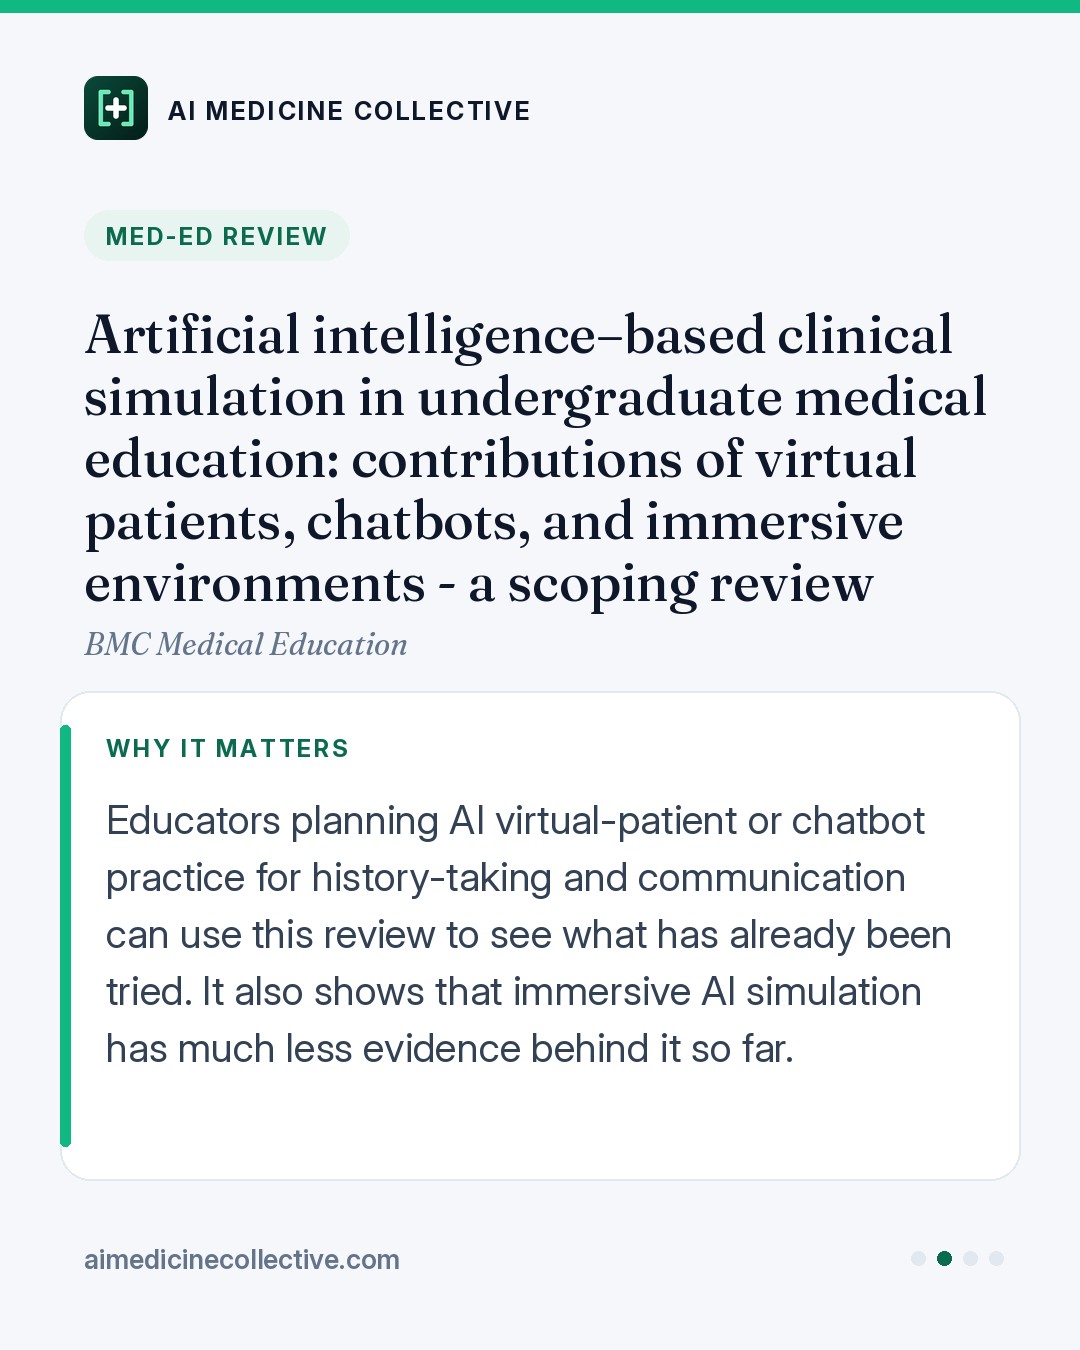 AI MEDICINE COLLECTIVE
MED-ED REVIEW
Artificial intelligence–based clinical
simulation in undergraduate medical
education: contributions of virtual
patients, chatbots, and immersive
environments - a scoping review
BMC Medical Education
WHY IT MATTERS
Educators planning AI virtual-patient or chatbot
practice for history-taking and communication
can use this review to see what has already been
tried. It also shows that immersive AI simulation
has much less evidence behind it so far.
aimedicinecollective.com